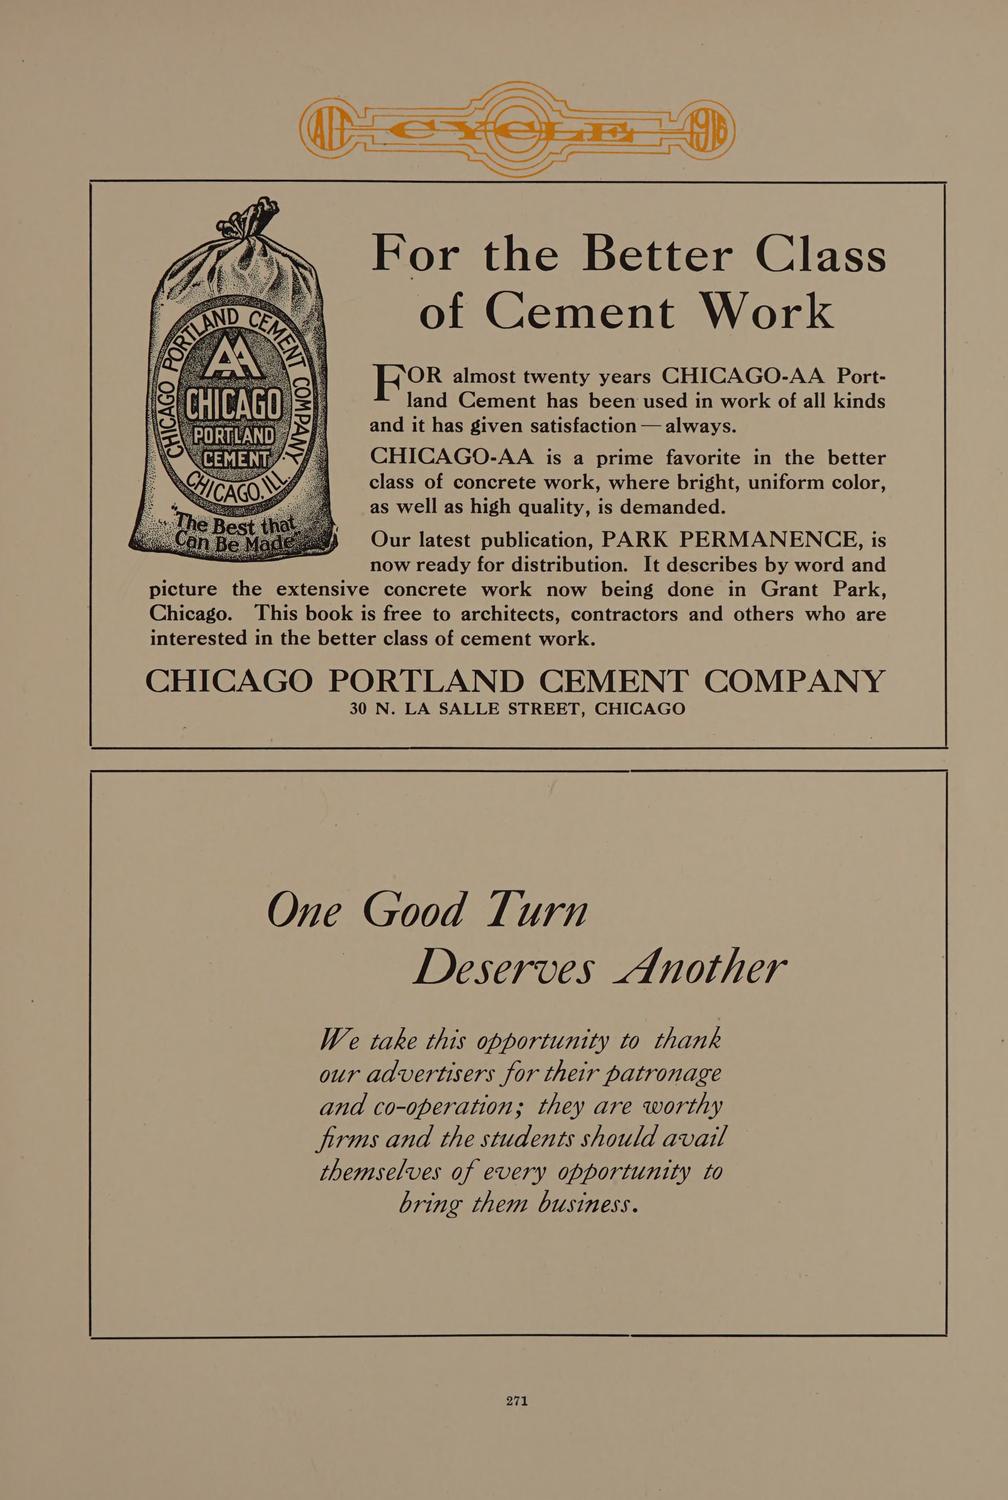 AIT CYCLE 1916
For the Better Class
of Cement Work
CHICAGO PORTLAND CEMENT COMPANY
CHICAGO, ILL.
AA
CHICAGO
PORTLAND
CEMENT
"The Best that
Can Be Made"
FOR almost twenty years CHICAGO-AA Port-
land Cement has been used in work of all kinds
and it has given satisfaction — always.
CHICAGO-AA is a prime favorite in the better
class of concrete work, where bright, uniform color,
as well as high quality, is demanded.
Our latest publication, PARK PERMANENCE, is
now ready for distribution. It describes by word and
picture the extensive concrete work now being done in Grant Park,
Chicago. This book is free to architects, contractors and others who are
interested in the better class of cement work.
CHICAGO PORTLAND CEMENT COMPANY
30 N. LA SALLE STREET, CHICAGO
One Good Turn
Deserves Another
We take this opportunity to thank
our advertisers for their patronage
and co-operation; they are worthy
firms and the students should avail
themselves of every opportunity to
bring them business.
271